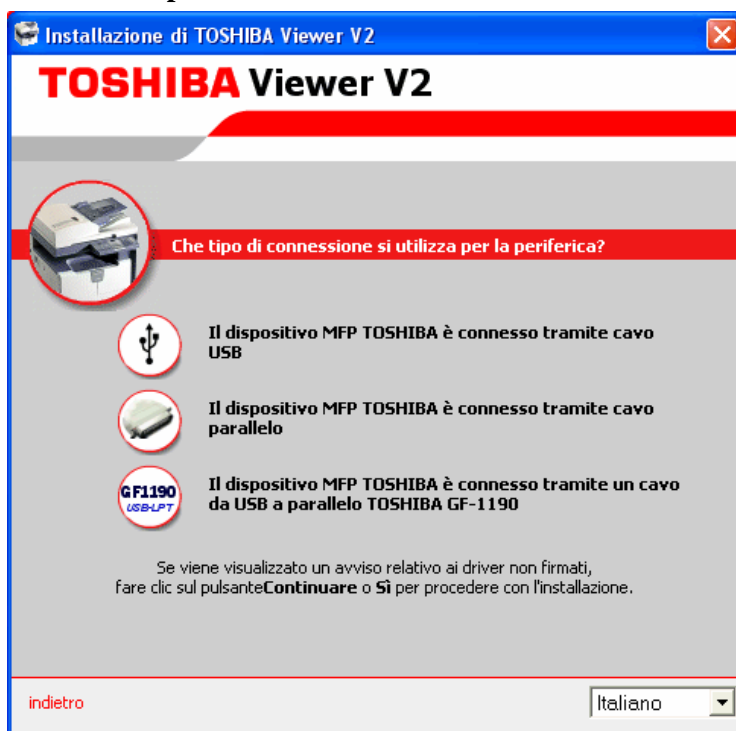 Installazione di TOSHIBA Viewer V2
TOSHIBA Viewer V2
Che tipo di connessione si utilizza per la periferica?
Il dispositivo MFP TOSHIBA è connesso tramite cavo
USB
Il dispositivo MFP TOSHIBA è connesso tramite cavo
parallelo
GF1190
USB-LPT
Il dispositivo MFP TOSHIBA è connesso tramite un cavo
da USB a parallelo TOSHIBA GF-1190
Se viene visualizzato un avviso relativo ai driver non firmati,
fare clic sul pulsanteContinuare o Sì per procedere con l'installazione.
indietro
Italiano